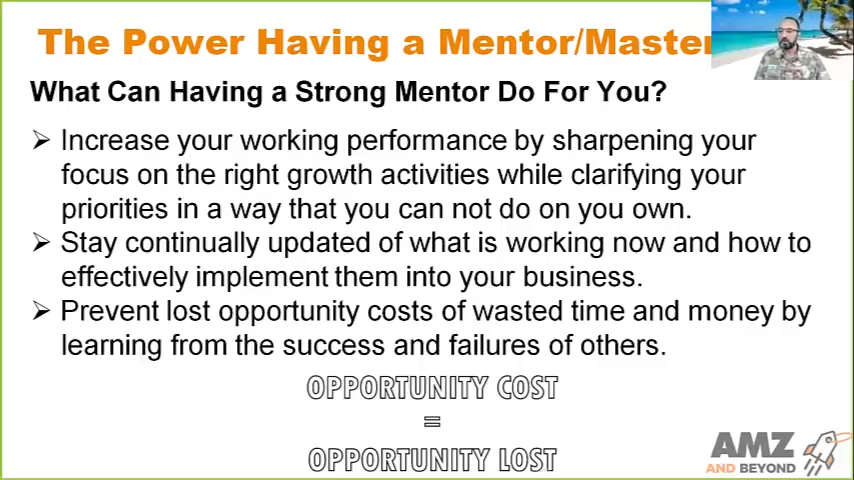 The Power Having a Mentor/Master
What Can Having a Strong Mentor Do For You?
➢ Increase your working performance by sharpening your
focus on the right growth activities while clarifying your
priorities in a way that you can not do on you own.
➢ Stay continually updated of what is working now and how to
effectively implement them into your business.
➢ Prevent lost opportunity costs of wasted time and money by
learning from the success and failures of others.
OPPORTUNITY COST
=
OPPORTUNITY LOST
AMZ
AND BEYOND